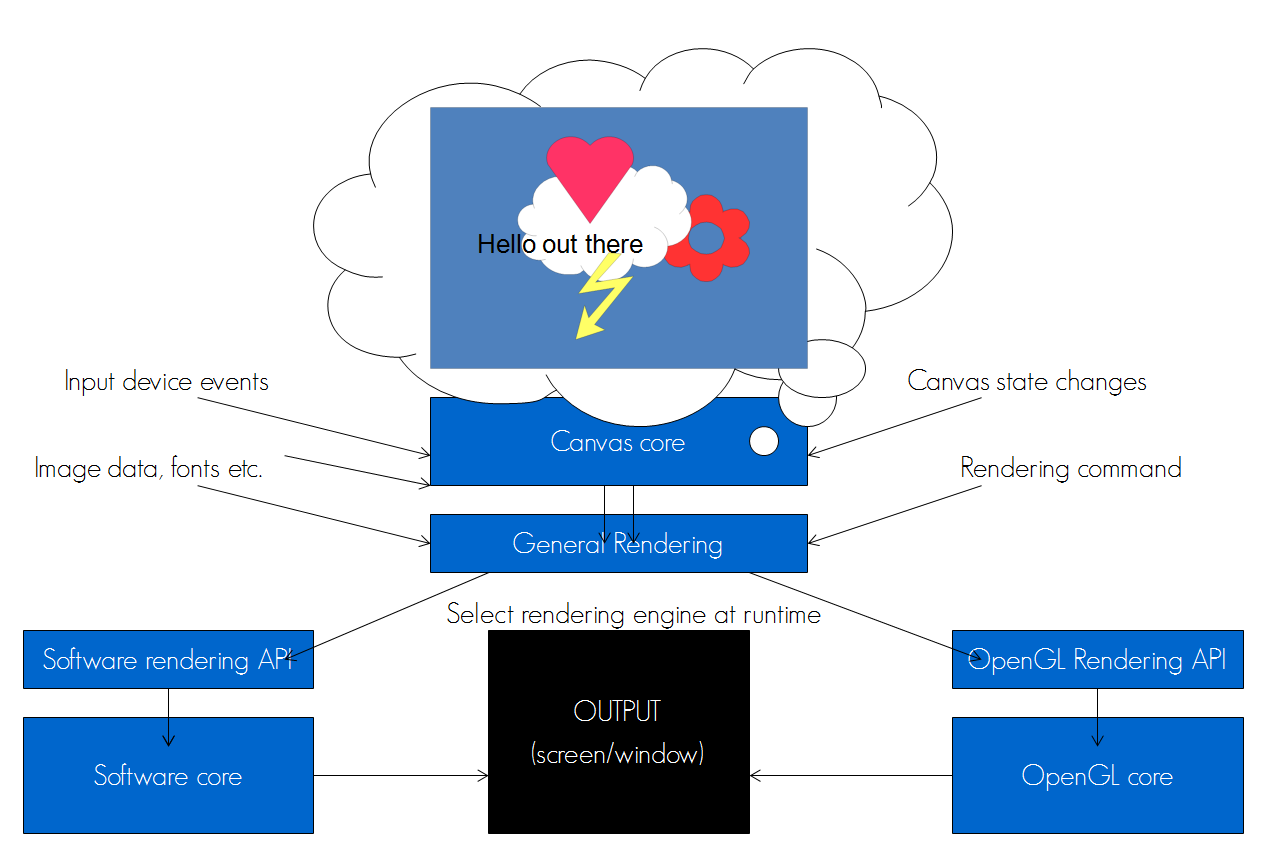 Hello out there
Input device events
Canvas state changes
Canvas core
Image data, fonts etc.
Rendering command
General Rendering
Select rendering engine at runtime
Software rendering API
OpenGL Rendering API
OUTPUT
(screen/window)
Software core
OpenGL core